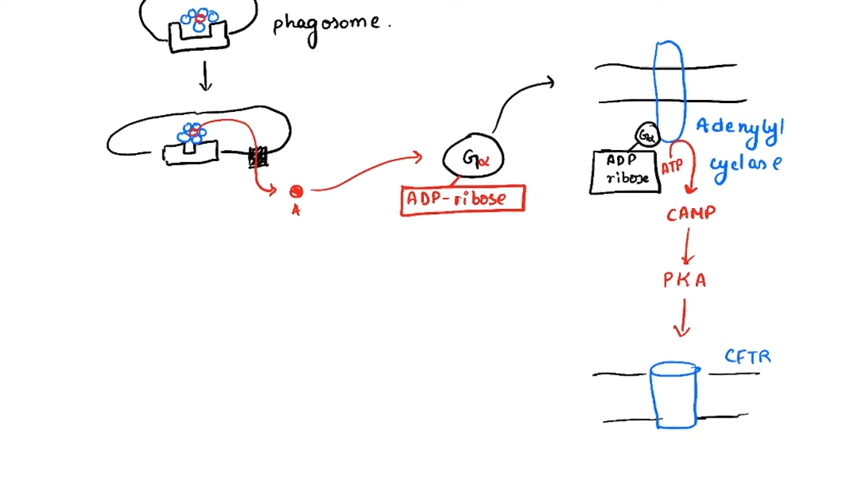 phagosome.
A
Gα
ADP-ribose
Gα
ADP
ribose
ATP
Adenylyl
cyclase
CAMP
PKA
CFTR